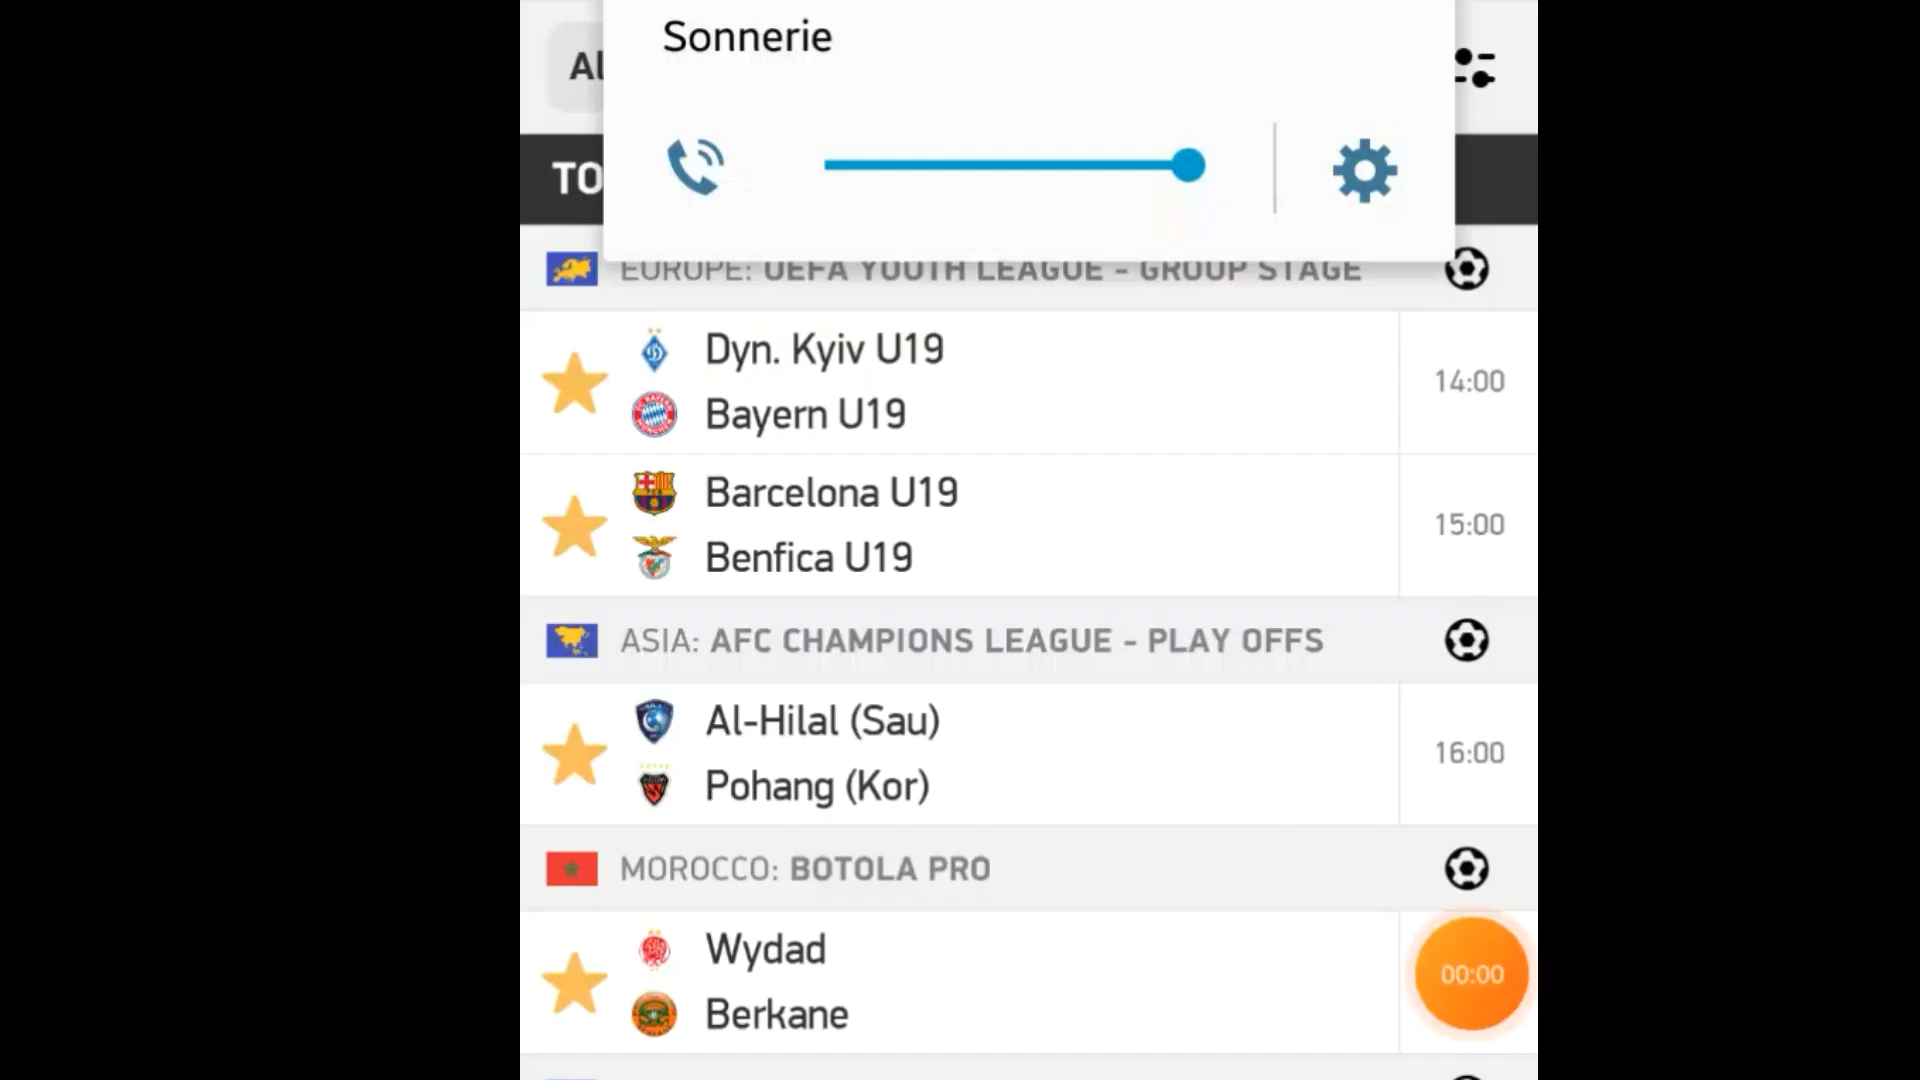 Sonnerie
EUROPE: UEFA YOUTH LEAGUE - GROUP STAGE
Dyn. Kyiv U19
14:00
Bayern U19
Barcelona U19
15:00
Benfica U19
ASIA: AFC CHAMPIONS LEAGUE - PLAY OFFS
Al-Hilal (Sau)
16:00
Pohang (Kor)
MOROCCO: BOTOLA PRO
Wydad
00:00
Berkane